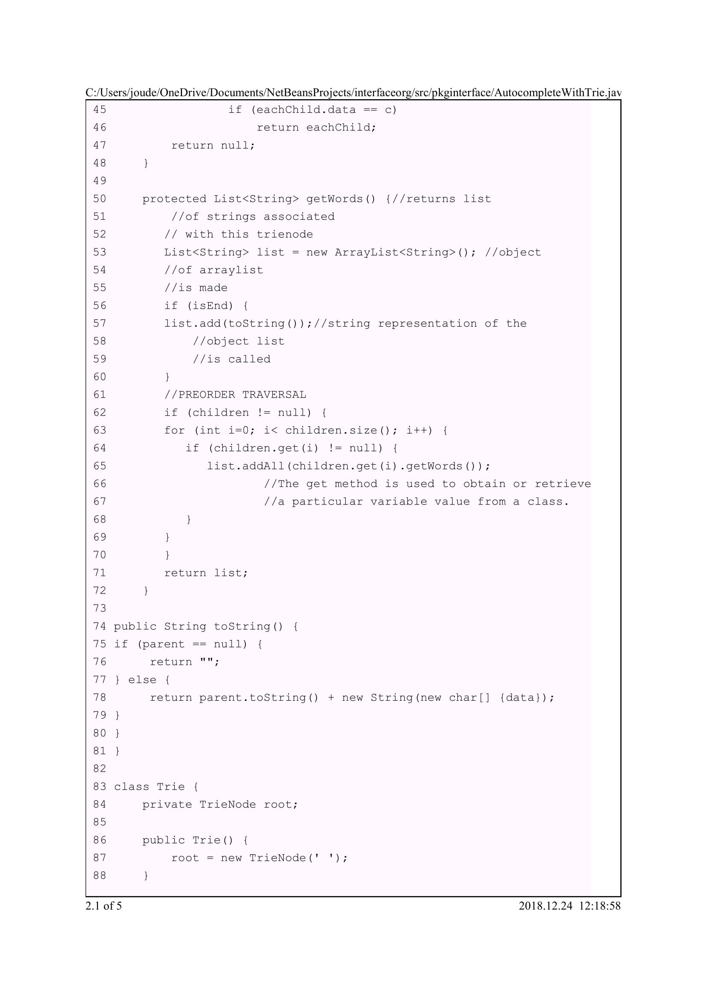 C:/Users/joude/OneDrive/Documents/NetBeansProjects/interfaceorg/src/pkginterface/AutocompleteWithTrie.jav
45                 if (eachChild.data == c)
46                     return eachChild;
47         return null;
48     }
49
50     protected List<String> getWords() {//returns list
51         //of strings associated
52        // with this trienode
53        List<String> list = new ArrayList<String>(); //object
54        //of arraylist
55        //is made
56        if (isEnd) {
57        list.add(toString());//string representation of the
58            //object list
59            //is called
60        }
61        //PREORDER TRAVERSAL
62        if (children != null) {
63        for (int i=0; i< children.size(); i++) {
64           if (children.get(i) != null) {
65              list.addAll(children.get(i).getWords());
66                      //The get method is used to obtain or retrieve
67                      //a particular variable value from a class.
68           }
69        }
70        }
71        return list;
72     }
73
74 public String toString() {
75 if (parent == null) {
76      return "";
77 } else {
78      return parent.toString() + new String(new char[] {data});
79 }
80 }
81 }
82
83 class Trie {
84     private TrieNode root;
85
86     public Trie() {
87         root = new TrieNode(' ');
88     }
2.1 of 5 2018.12.24 12:18:58